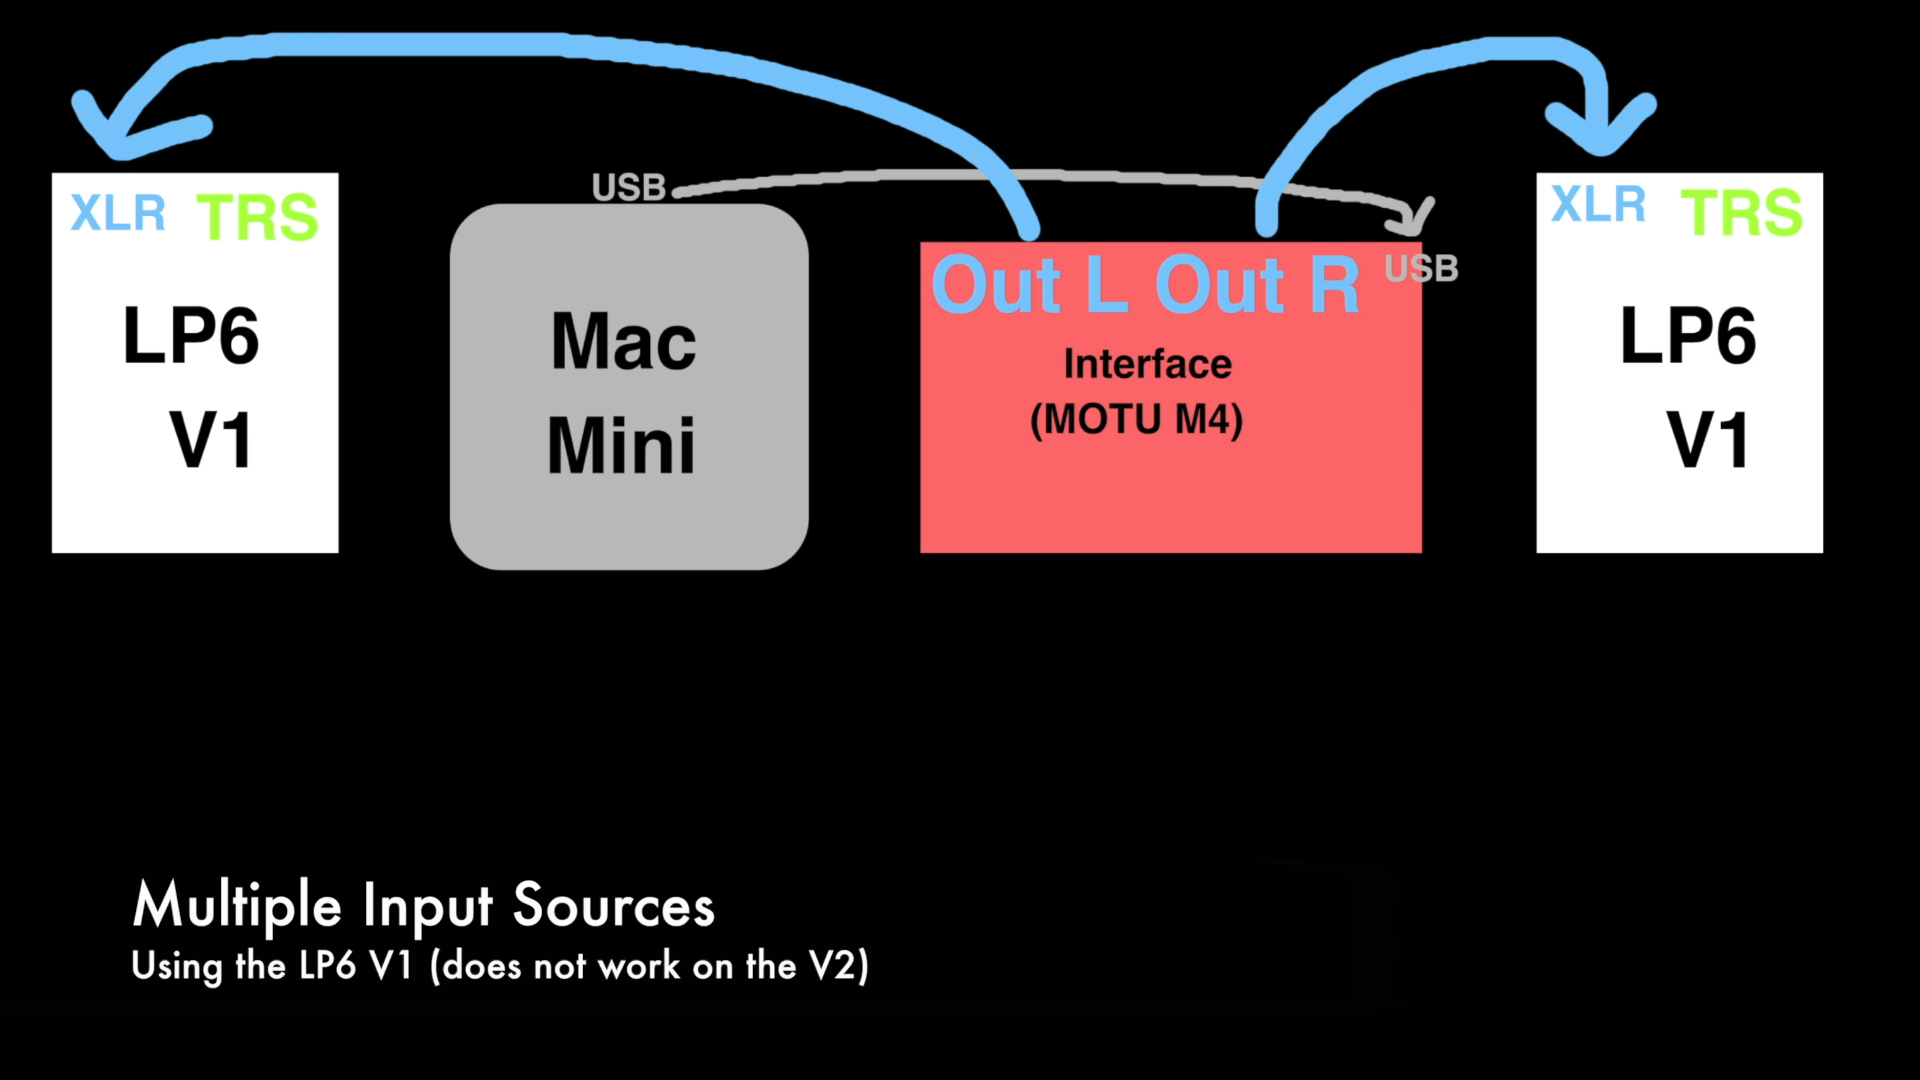 XLR TRS
LP6
V1
USB
Mac
Mini
Out L Out R
USB
Interface
(MOTU M4)
XLR TRS
LP6
V1
Multiple Input Sources
Using the LP6 V1 (does not work on the V2)